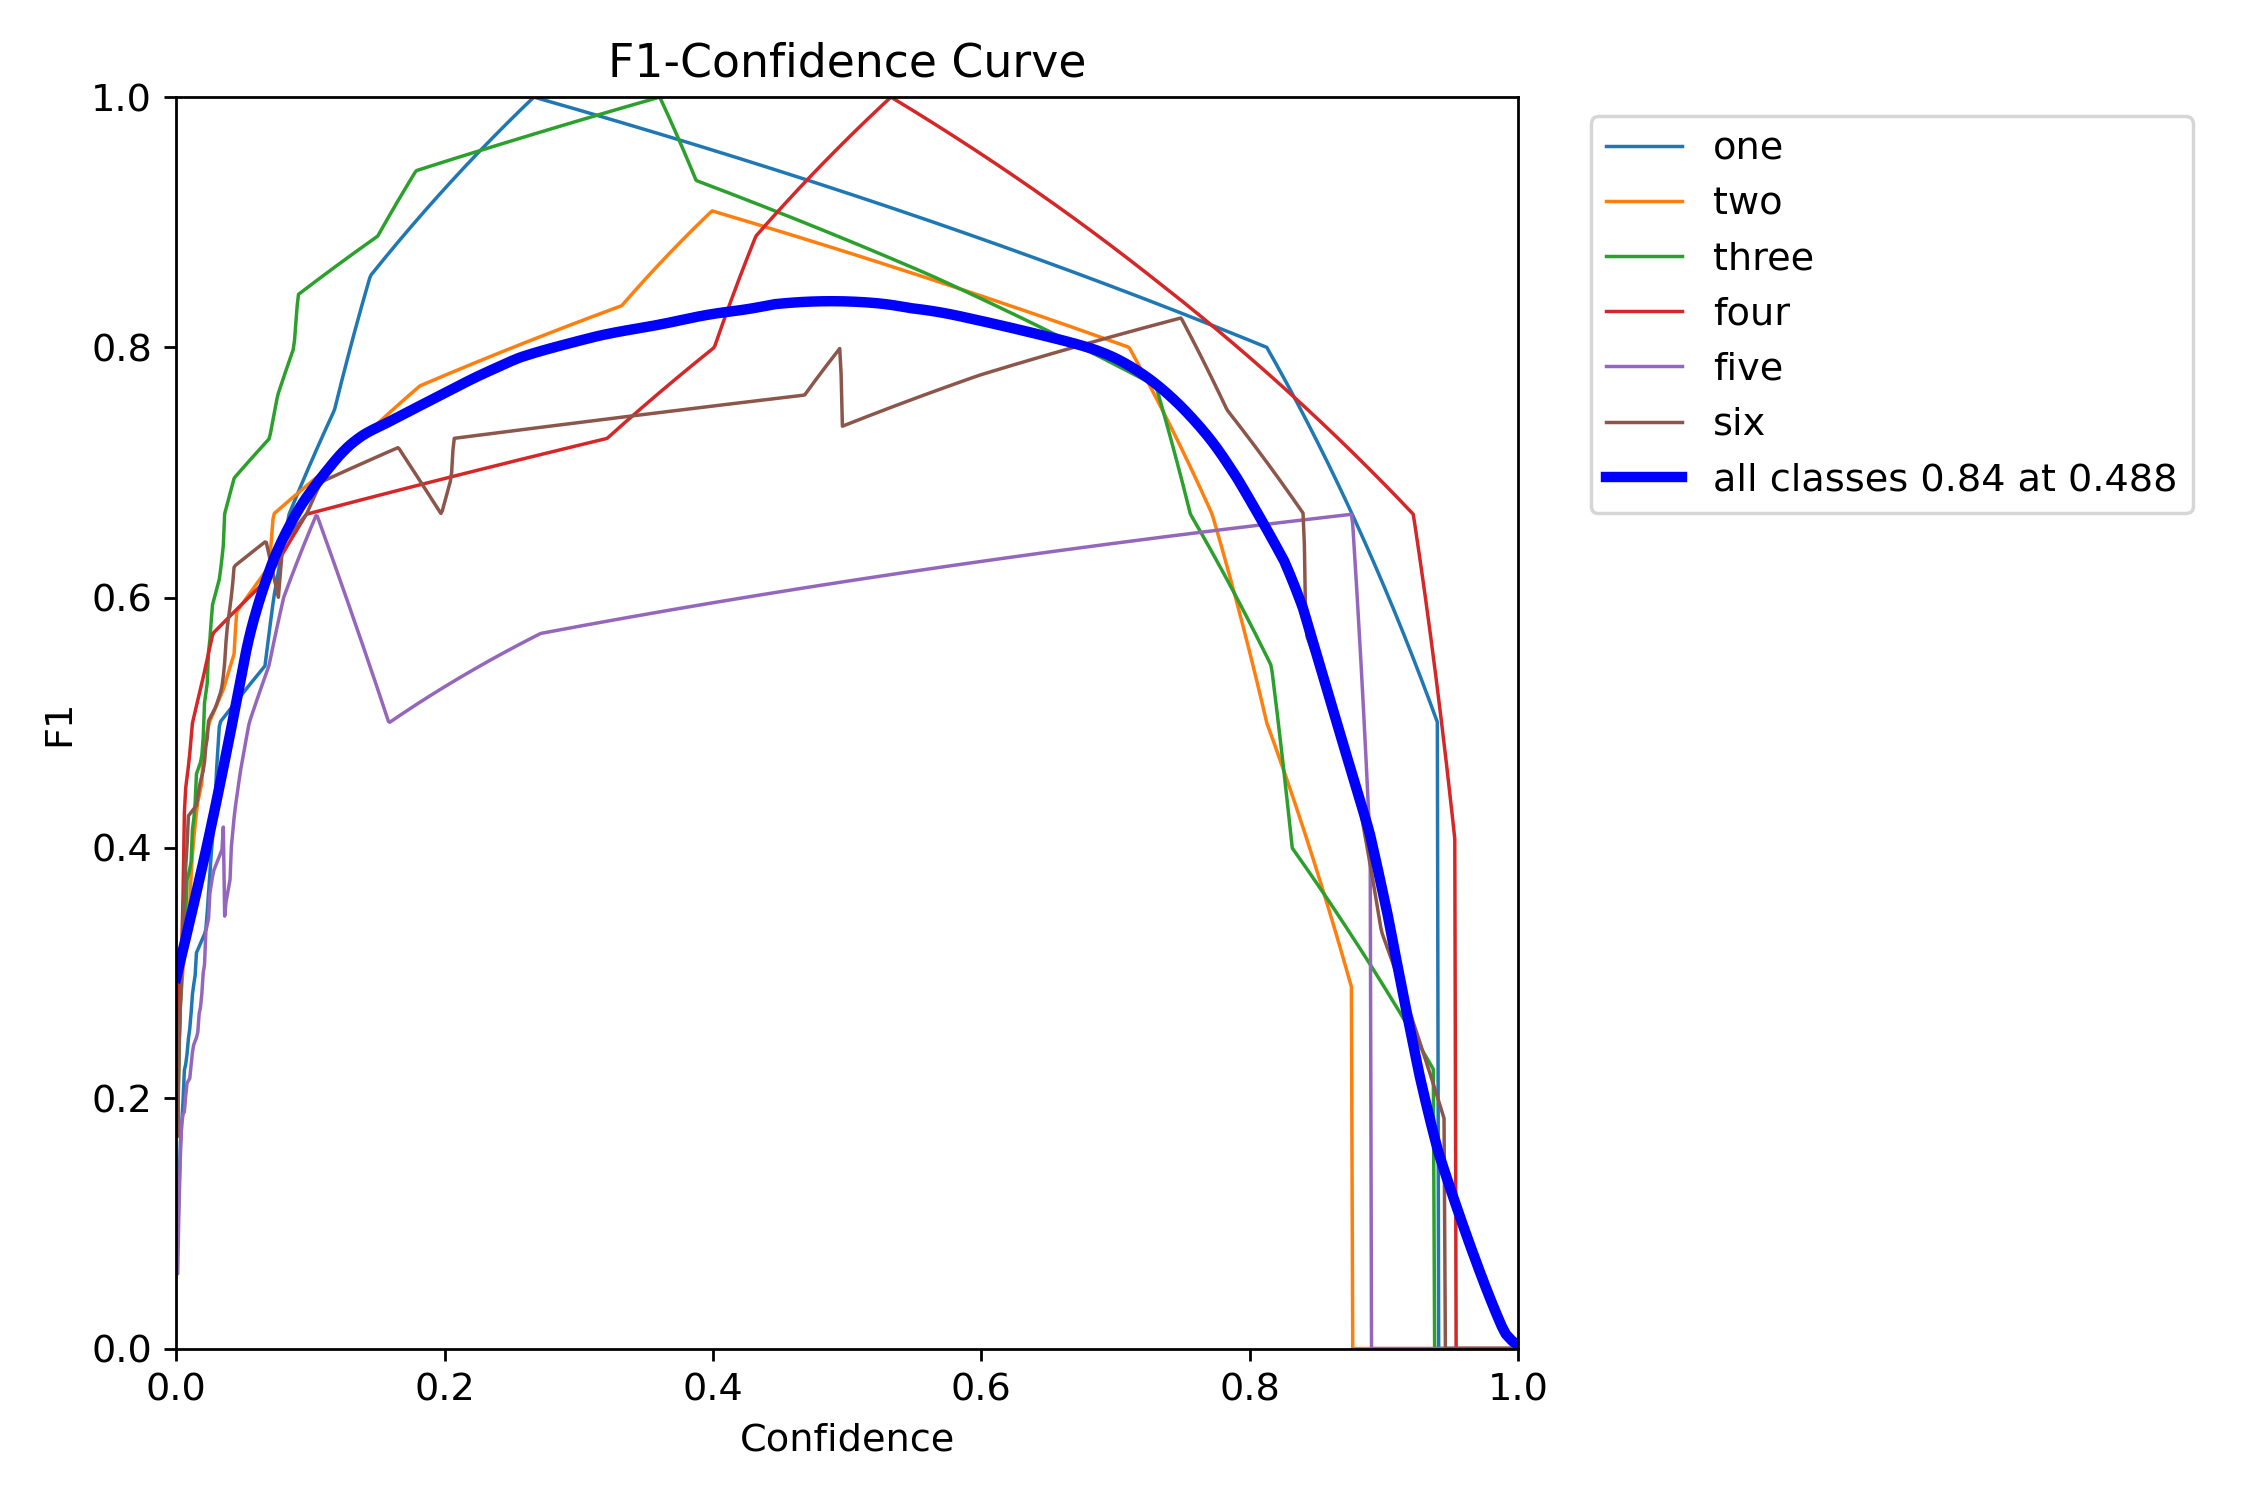 F1-Confidence Curve
1.0
0.8
0.6
0.4
0.2
0.0
F1
0.0 0.2 0.4 0.6 0.8 1.0
Confidence
one
two
three
four
five
six
all classes 0.84 at 0.488